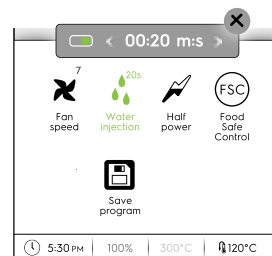 00:20 m:s
7
20s
FSC
Fan
speed
Water
injection
Half
power
Food
Safe
Control
Save
program
5:30 PM
100%
300°C
120°C